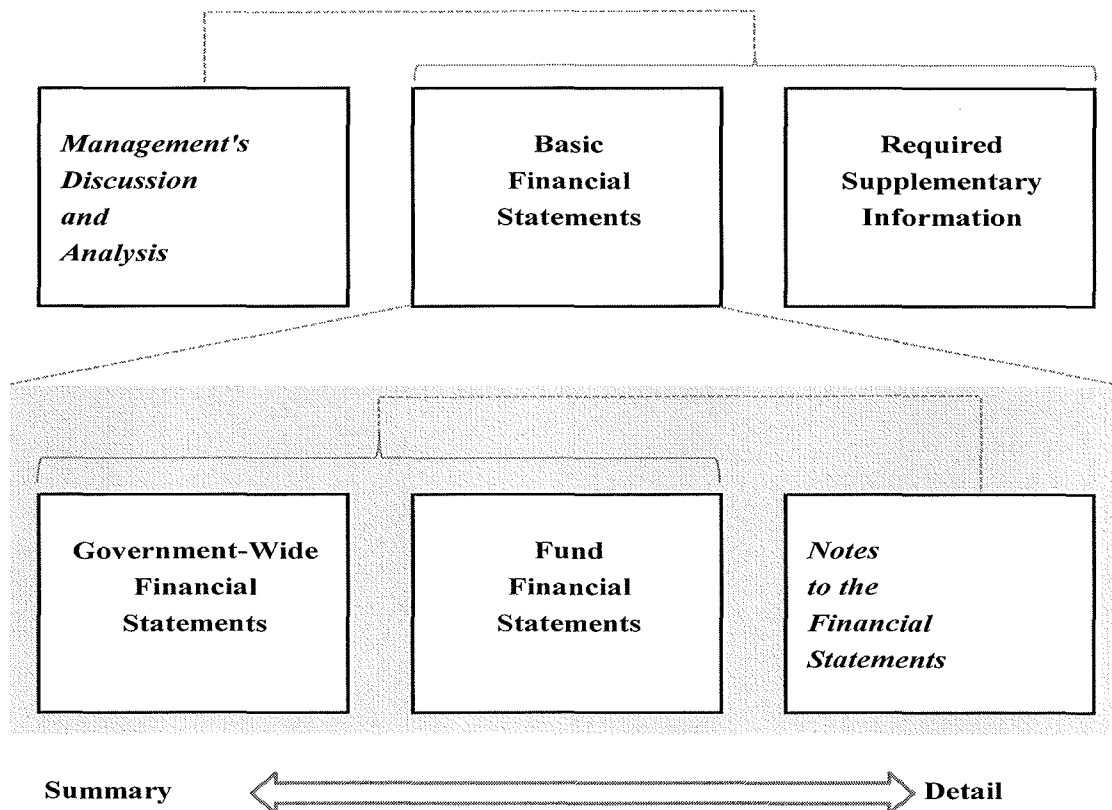 Management's
Discussion
and
Analysis
Basic
Financial
Statements
Required
Supplementary
Information
Government-Wide
Financial
Statements
Fund
Financial
Statements
Notes
to the
Financial
Statements
Summary
Detail